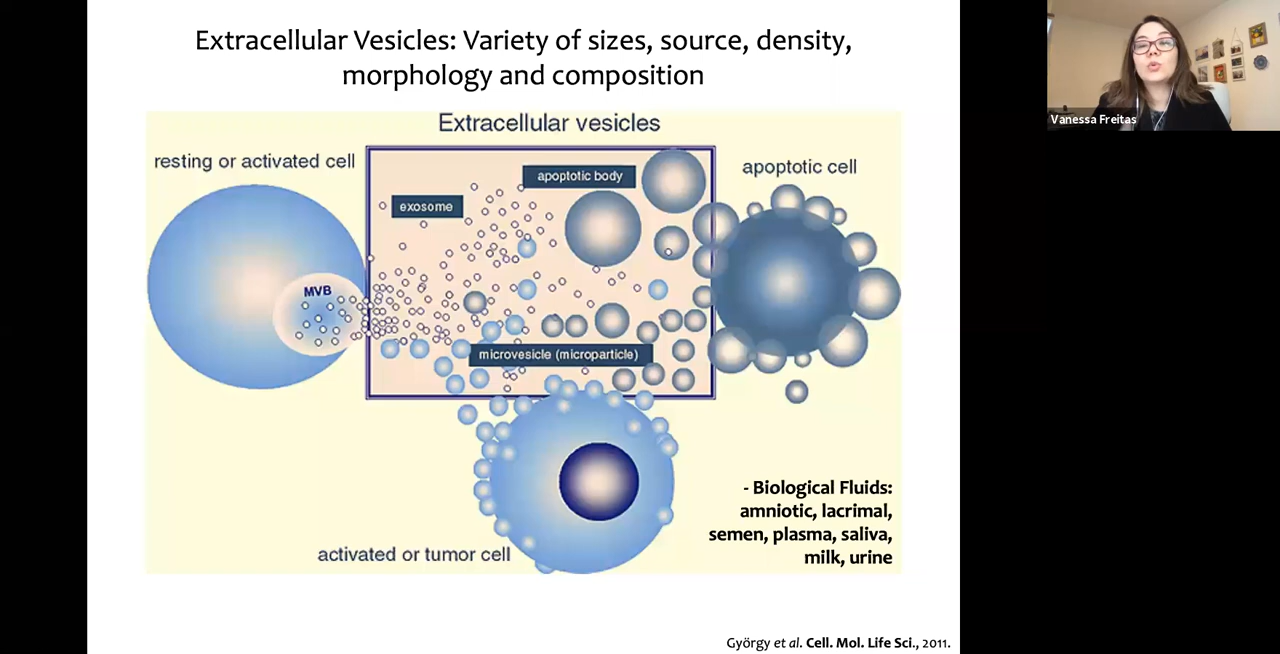 Extracellular Vesicles: Variety of sizes, source, density,
morphology and composition
Extracellular vesicles
resting or activated cell
apoptotic body
apoptotic cell
exosome
MVB
microvesicle (microparticle)
activated or tumor cell
- Biological Fluids:
amniotic, lacrimal,
semen, plasma, saliva,
milk, urine
György et al. Cell. Mol. Life Sci., 2011.
Vanessa Freitas